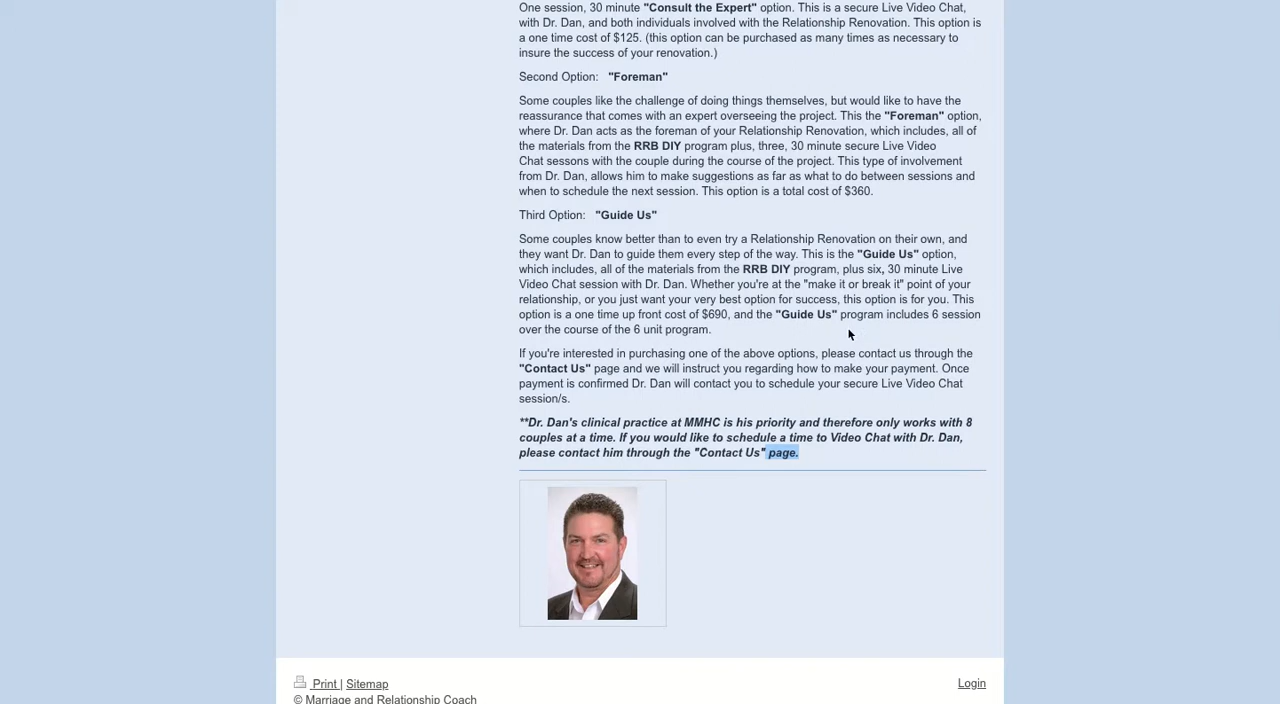 One session, 30 minute "Consult the Expert" option. This is a secure Live Video Chat,
with Dr. Dan, and both individuals involved with the Relationship Renovation. This option is
a one time cost of $125. (this option can be purchased as many times as necessary to
insure the success of your renovation.)
Second Option: "Foreman"
Some couples like the challenge of doing things themselves, but would like to have the
reassurance that comes with an expert overseeing the project. This the "Foreman" option,
where Dr. Dan acts as the foreman of your Relationship Renovation, which includes, all of
the materials from the RRB DIY program plus, three, 30 minute secure Live Video
Chat sessons with the couple during the course of the project. This type of involvement
from Dr. Dan, allows him to make suggestions as far as what to do between sessions and
when to schedule the next session. This option is a total cost of $360.
Third Option: "Guide Us"
Some couples know better than to even try a Relationship Renovation on their own, and
they want Dr. Dan to guide them every step of the way. This is the "Guide Us" option,
which includes, all of the materials from the RRB DIY program, plus six, 30 minute Live
Video Chat session with Dr. Dan. Whether you're at the "make it or break it" point of your
relationship, or you just want your very best option for success, this option is for you. This
option is a one time up front cost of $690, and the "Guide Us" program includes 6 session
over the course of the 6 unit program.
If you're interested in purchasing one of the above options, please contact us through the
"Contact Us" page and we will instruct you regarding how to make your payment. Once
payment is confirmed Dr. Dan will contact you to schedule your secure Live Video Chat
session/s.
**Dr. Dan's clinical practice at MMHC is his priority and therefore only works with 8
couples at a time. If you would like to schedule a time to Video Chat with Dr. Dan,
please contact him through the "Contact Us" page.
Print | Sitemap
Login
© Marriage and Relationship Coach